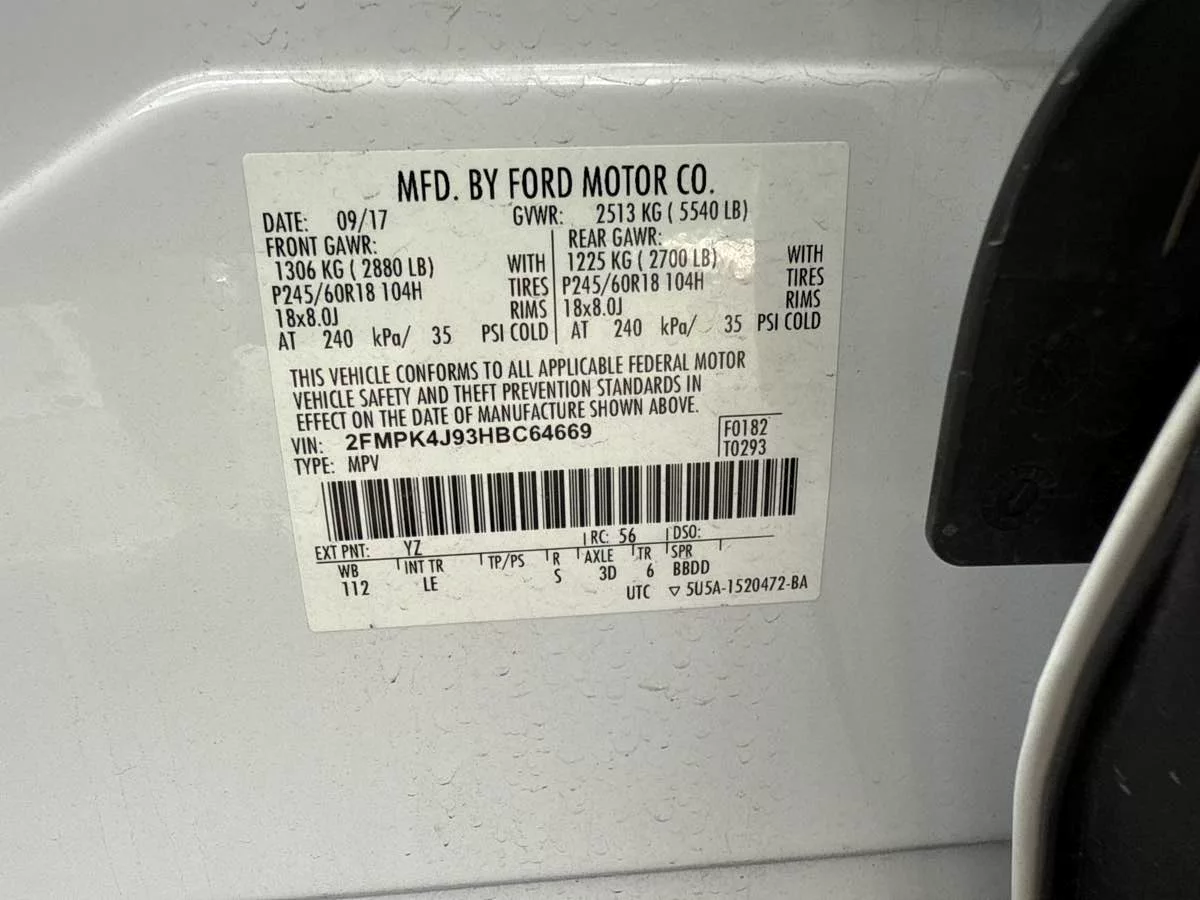 MFD. BY FORD MOTOR CO.
DATE: 09/17 GVWR: 2513 KG ( 5540 LB)
FRONT GAWR: REAR GAWR:
1306 KG ( 2880 LB) WITH 1225 KG ( 2700 LB) WITH
P245/60R18 104H TIRES P245/60R18 104H TIRES
18x8.0J RIMS 18x8.0J RIMS
AT 240 kPa/ 35 PSI COLD AT 240 kPa/ 35 PSI COLD
THIS VEHICLE CONFORMS TO ALL APPLICABLE FEDERAL MOTOR
VEHICLE SAFETY AND THEFT PREVENTION STANDARDS IN
EFFECT ON THE DATE OF MANUFACTURE SHOWN ABOVE.
VIN: 2FMPK4J93HBC64669 F0182
TYPE: MPV T0293
EXT PNT: YZ RC: 56 DSO:
WB INT TR TP/PS R AXLE TR SPR
112 LE S 3D 6 BBDD
UTC ▽ 5U5A-1520472-BA